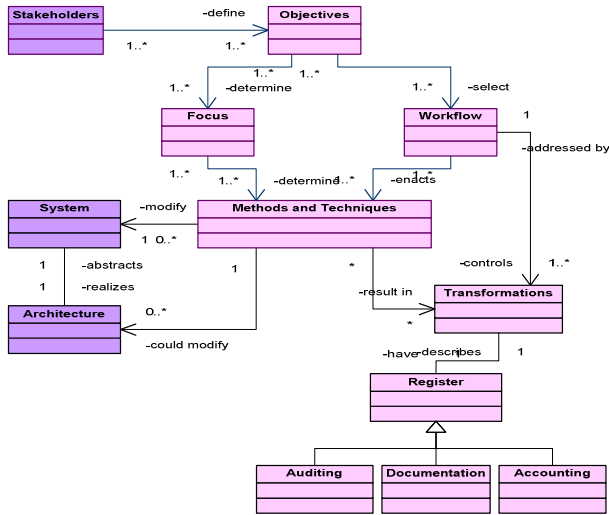 Stakeholders
-define
Objectives
1..*
1..*
1..*
1..*
1..*
-determine
1..*
-select
Focus
Workflow
1
-addressed by
1..*
1..*
-determine
1..*
-enacts
1..*
System
-modify
Methods and Techniques
1
0..*
1
-abstracts
1
*
-controls
1..*
1
-realizes
-result in
Transformations
Architecture
0..*
*
-could modify
-have
1
-describes
1
Register
Auditing
Documentation
Accounting